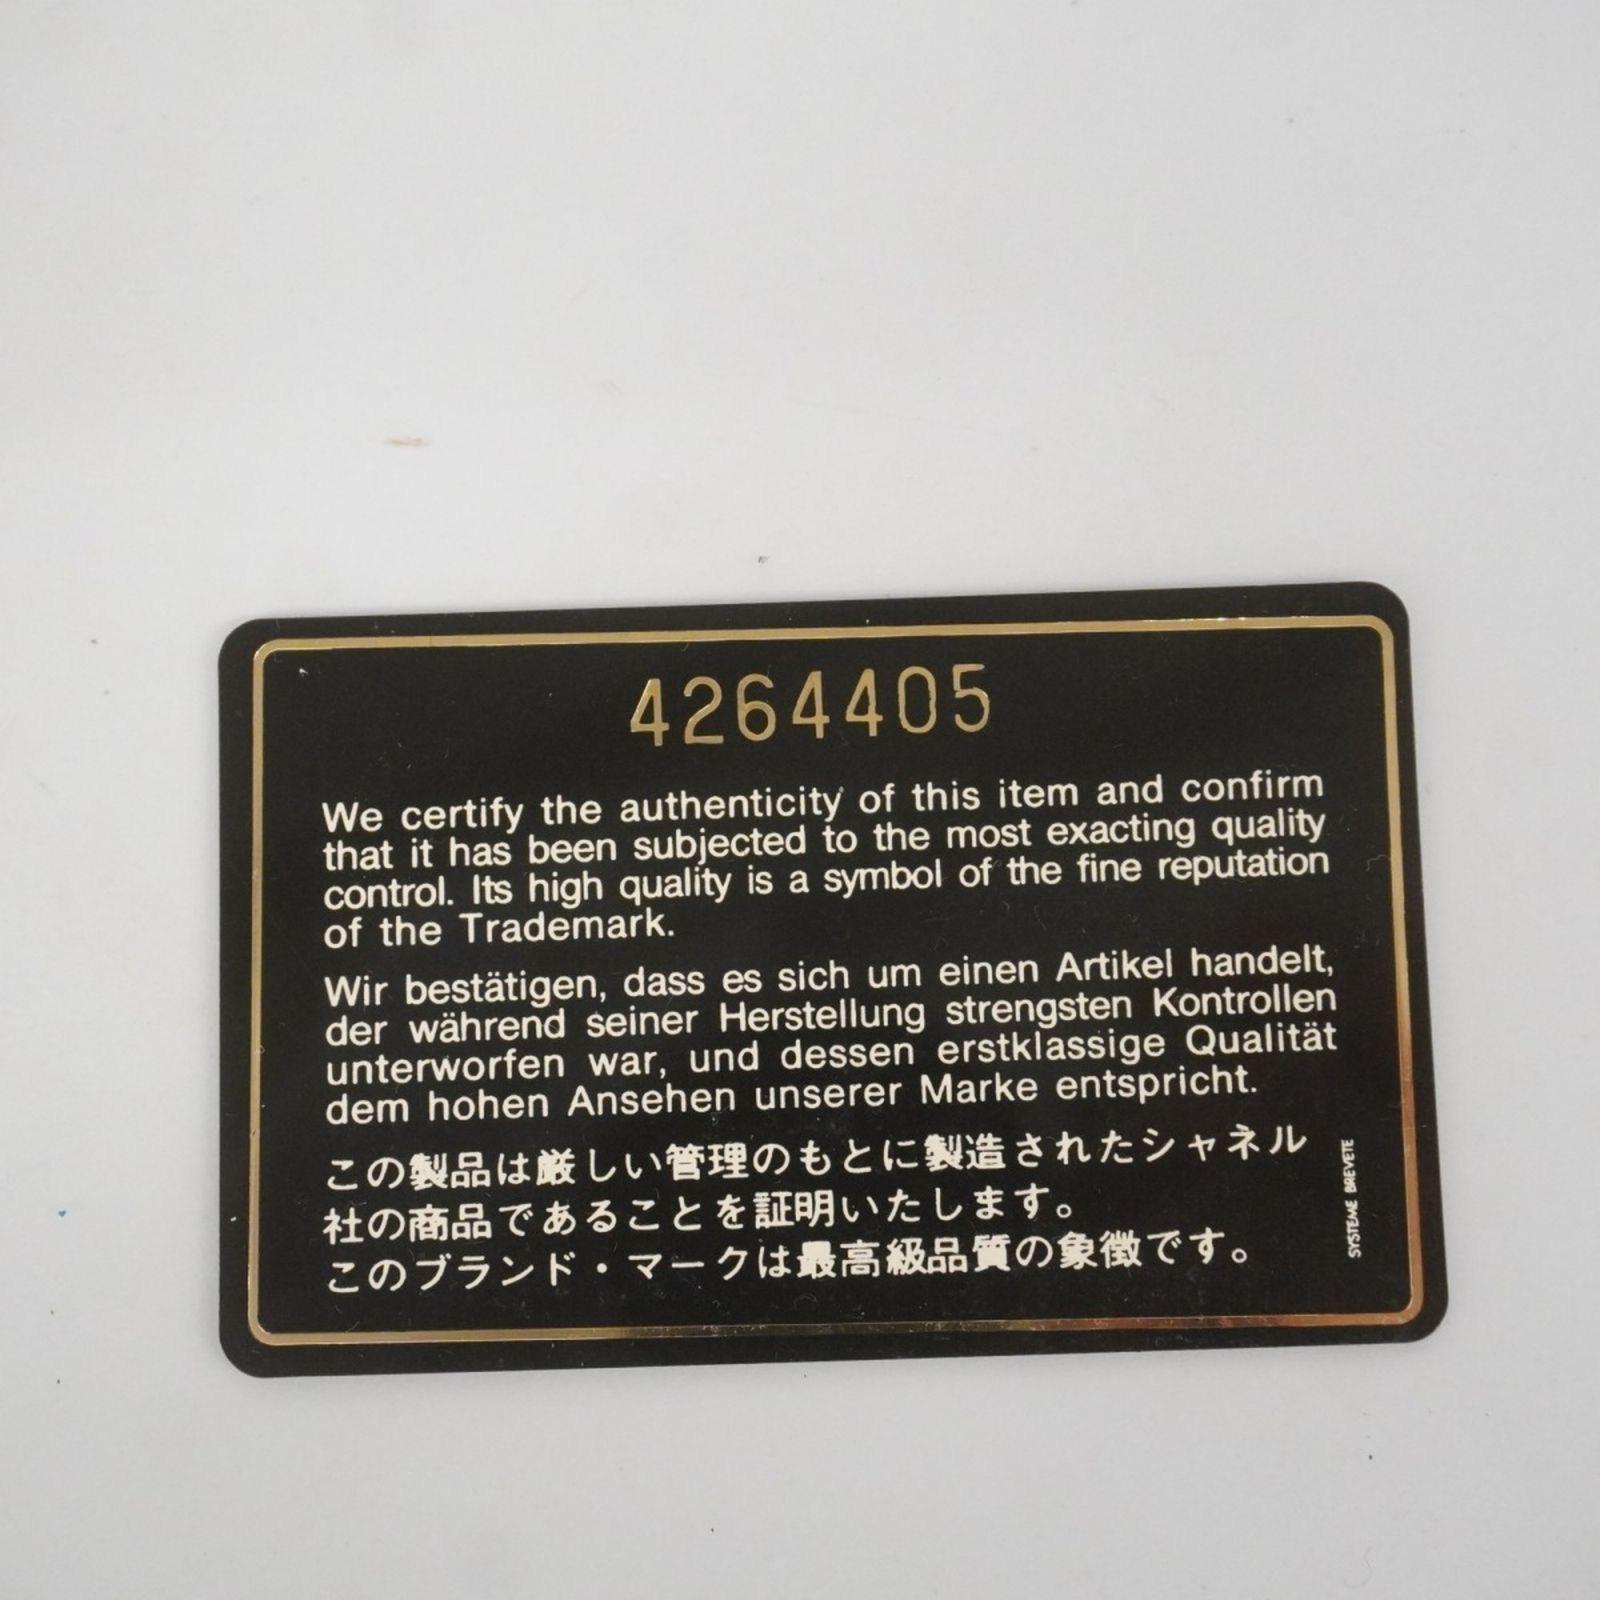 4264405
We certify the authenticity of this item and confirm
that it has been subjected to the most exacting quality
control. Its high quality is a symbol of the fine reputation
of the Trademark.
Wir bestätigen, dass es sich um einen Artikel handelt,
der während seiner Herstellung strengsten Kontrollen
unterworfen war, und dessen erstklassige Qualität
dem hohen Ansehen unserer Marke entspricht.
この製品は厳しい管理のもとに製造されたシャネル
社の商品であることを証明いたします。
このブランド・マークは最高級品質の象徴です。
SYSTEME BREVETE